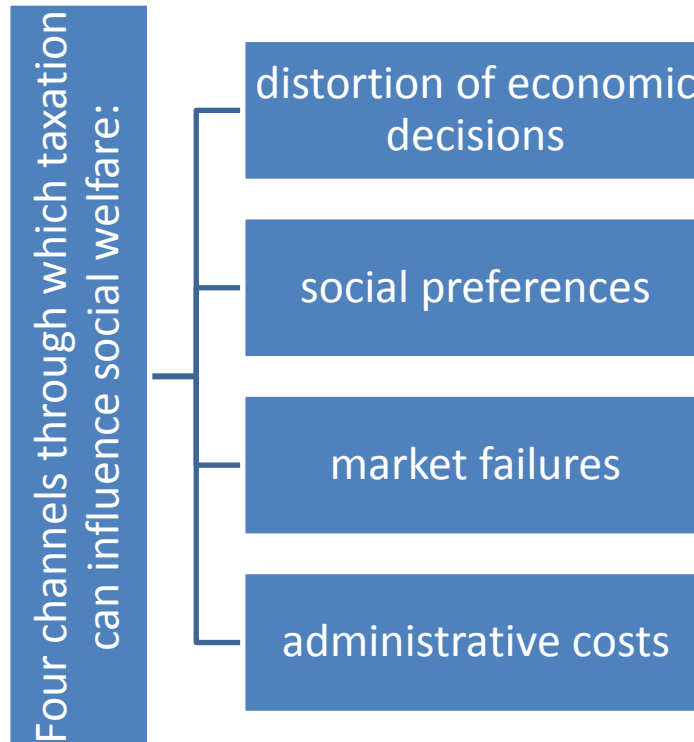 Four channels through which taxation
can influence social welfare:
distortion of economic
decisions
social preferences
market failures
administrative costs